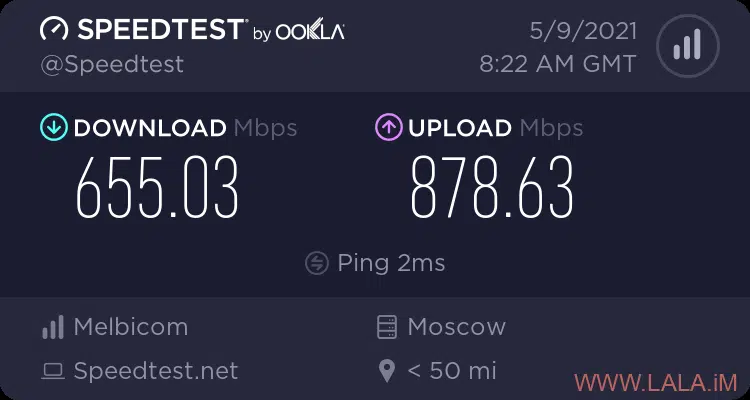 SPEEDTEST® by OOKLA®
@Speedtest
5/9/2021
8:22 AM GMT
DOWNLOAD Mbps
655.03
UPLOAD Mbps
878.63
Ping 2ms
Melbicom
Moscow
Speedtest.net
< 50 mi
WWW.LALA.iM